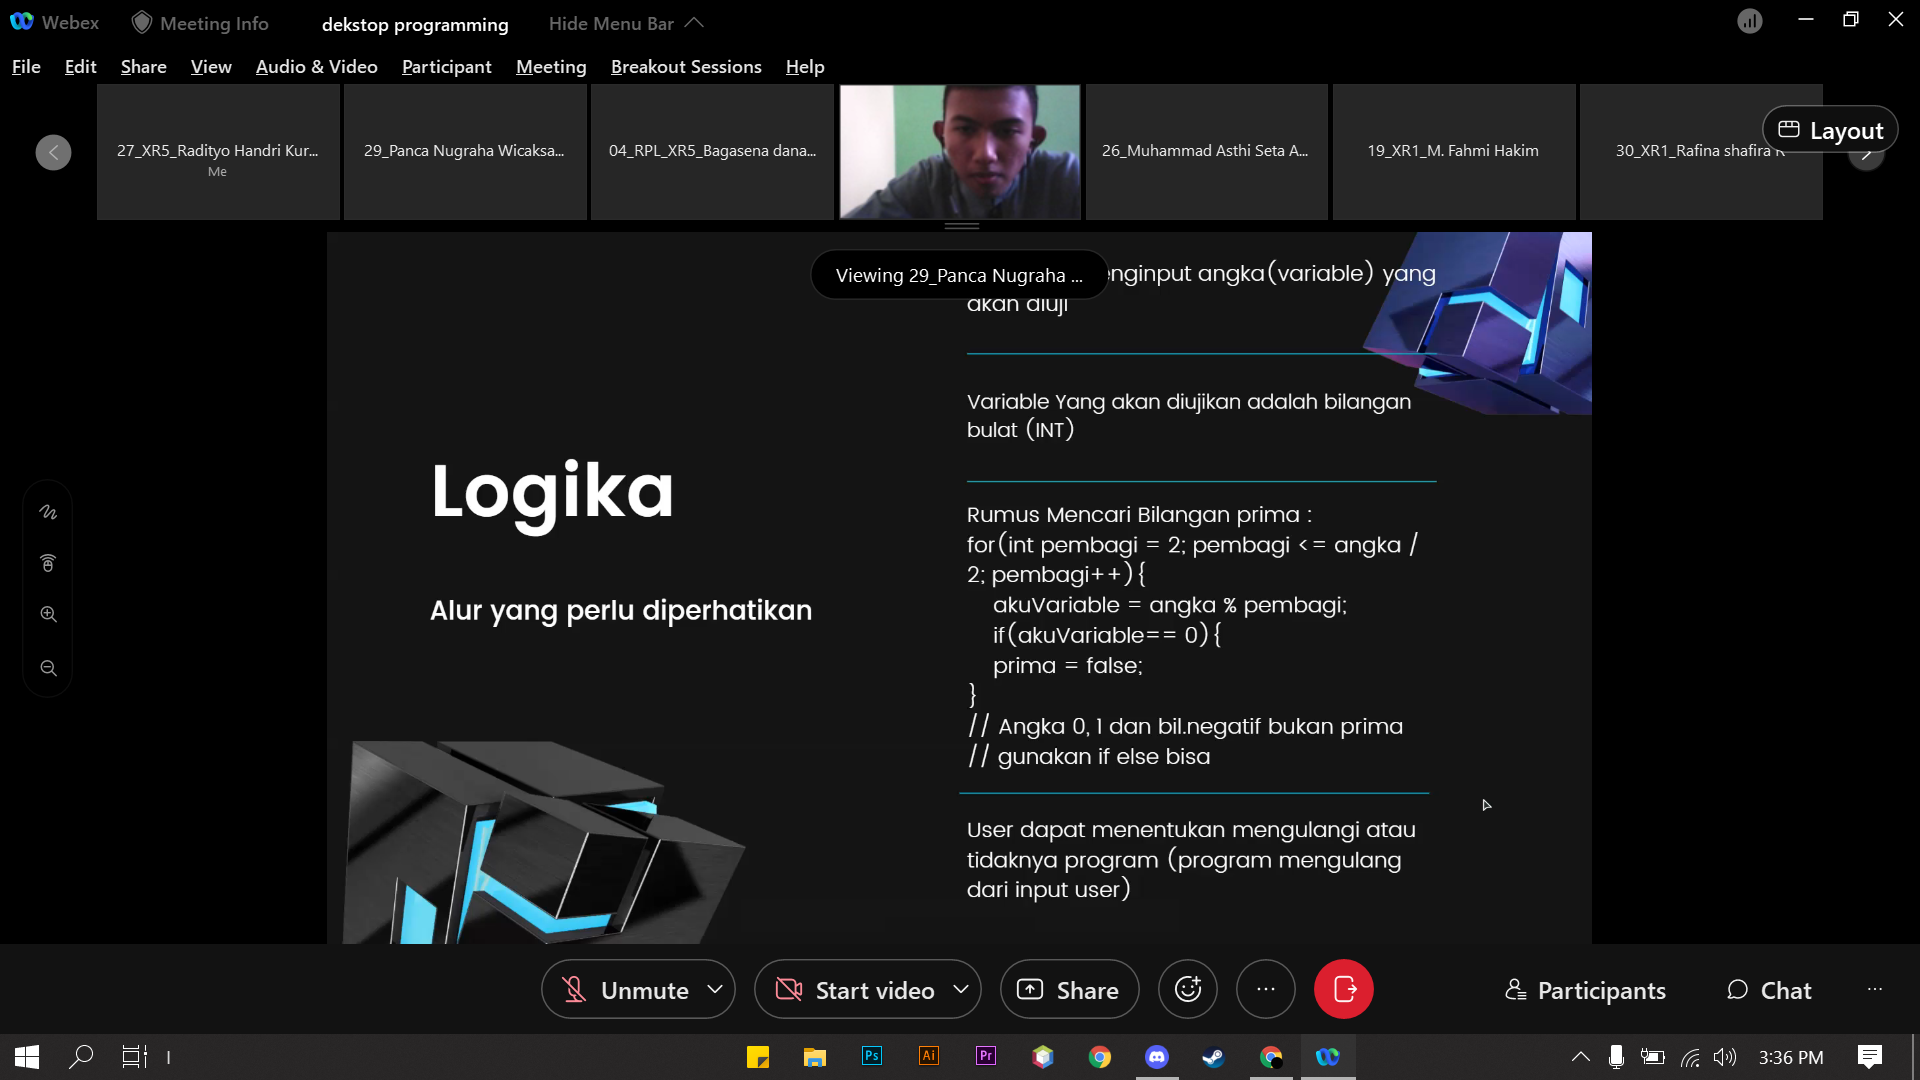 Webex
Meeting Info
dekstop programming
Hide Menu Bar
File
Edit
Share
View
Audio & Video
Participant
Meeting
Breakout Sessions
Help
27_XR5_Radityo Handri Kur...
Me
29_Panca Nugraha Wicaksa...
04_RPL_XR5_Bagasena dana...
26_Muhammad Asthi Seta A...
19_XR1_M. Fahmi Hakim
30_XR1_Rafina shafira
Layout
Viewing 29_Panca Nugraha ...
angka(variable) yang
akan diuji
Variable Yang akan diujikan adalah bilangan
bulat (INT)
Logika
Alur yang perlu diperhatikan
Rumus Mencari Bilangan prima :
for(int pembagi = 2; pembagi <= angka /
2; pembagi++){
akuVariable = angka % pembagi;
if(akuVariable== 0){
prima = false;
}
// Angka 0, 1 dan bil.negatif bukan prima
// gunakan if else bisa
User dapat menentukan mengulangi atau
tidaknya program (program mengulang
dari input user)
Unmute
Start video
Share
Participants
Chat
Ps
Ai
Pr
3:36 PM